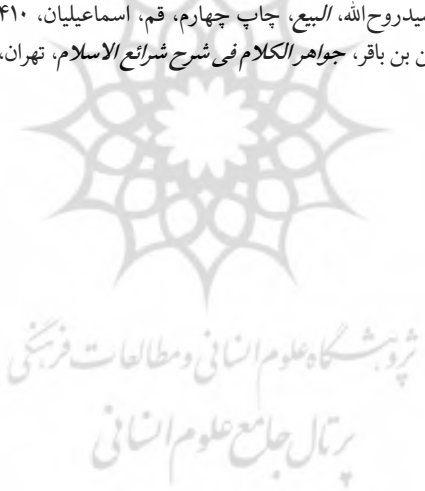 سیدروح‌الله، البیع، چاپ چهارم، قم، اسماعیلیان، ۴۱۰
ن بن باقر، جواهر الکلام فی شرح شرائع الاسلام، تهران،
پژوهشگاه علوم انسانی و مطالعات فرهنگی
پرتال جامع علوم انسانی